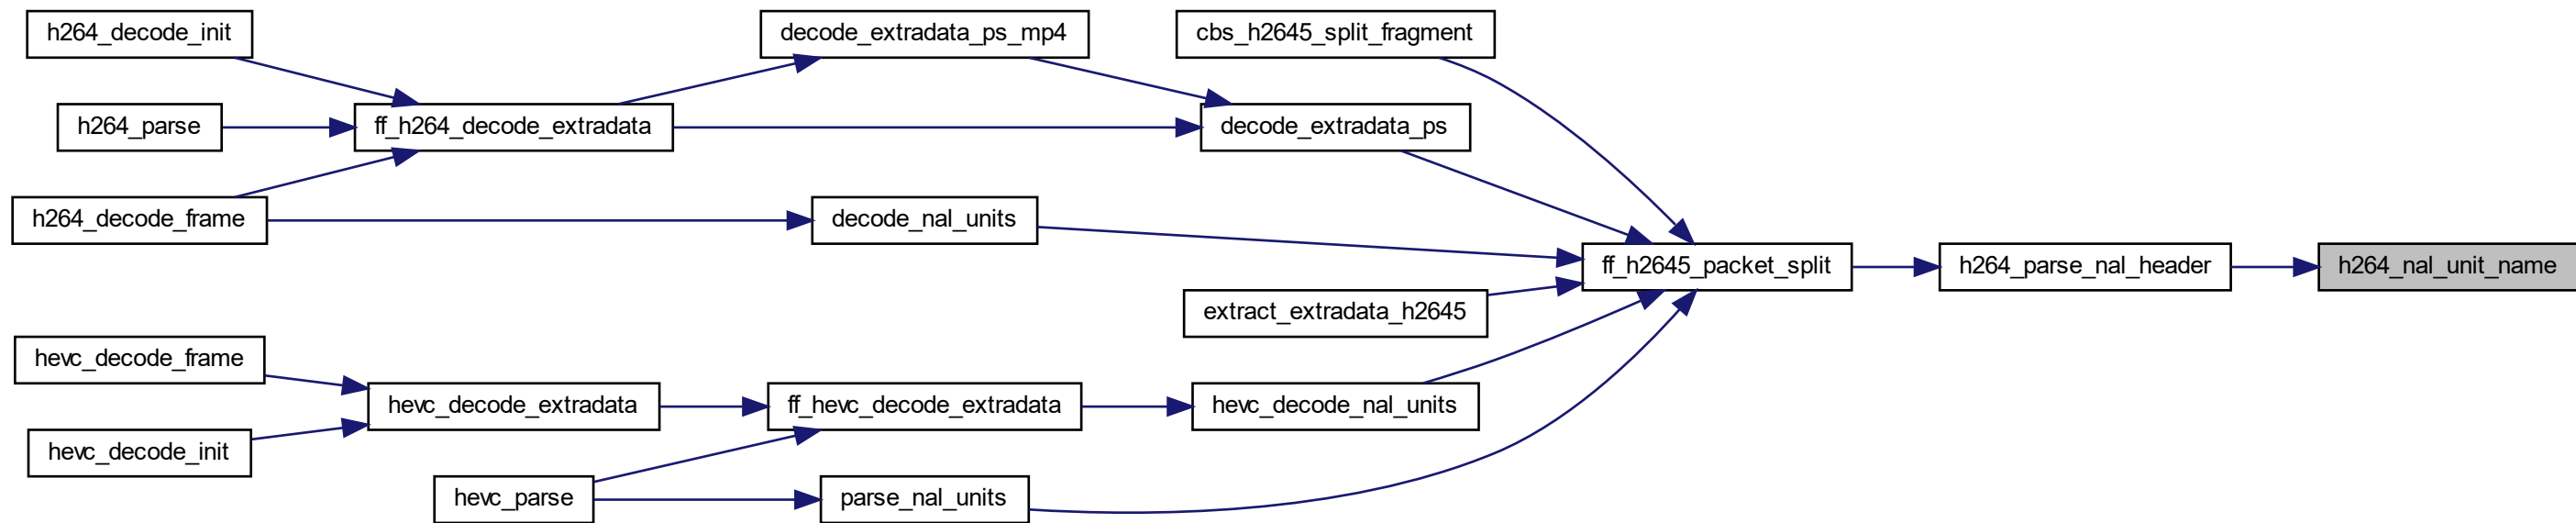 h264_decode_init
decode_extradata_ps_mp4
cbs_h2645_split_fragment
h264_parse
ff_h264_decode_extradata
decode_extradata_ps
h264_decode_frame
decode_nal_units
ff_h2645_packet_split
h264_parse_nal_header
h264_nal_unit_name
extract_extradata_h2645
hevc_decode_frame
hevc_decode_extradata
ff_hevc_decode_extradata
hevc_decode_nal_units
hevc_decode_init
hevc_parse
parse_nal_units